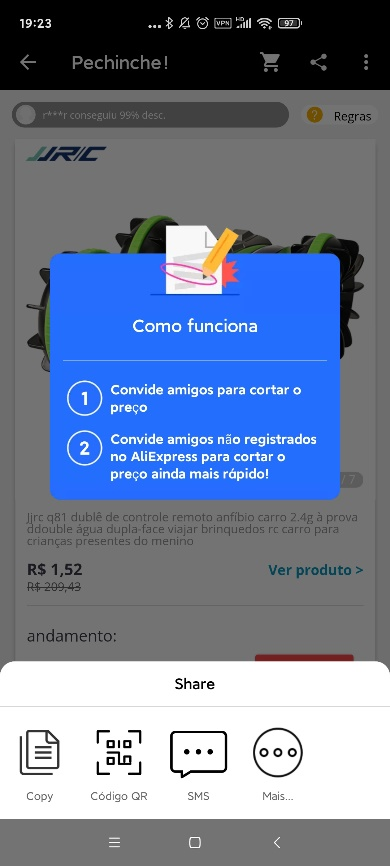 19:23
VPN
HD
97
Pechinche!
r***r conseguiu 99% desc.
? Regras
JJRC
Como funciona
1 Convide amigos para cortar o
preço
2 Convide amigos não registrados
no AliExpress para cortar o
preço ainda mais rápido!
/ 7
Jjrc q81 dublê de controle remoto anfíbio carro 2.4g à prova
ddouble água dupla-face viajar brinquedos rc carro para
crianças presentes do menino
R$ 1,52
Ver produto >
R$ 209,43
andamento:
Share
Copy
Código QR
SMS
Mais...